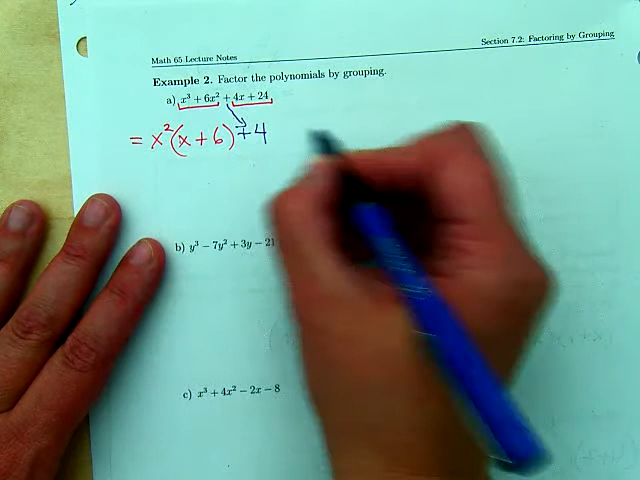 Math 65 Lecture Notes
Section 7.2: Factoring by Grouping
Example 2. Factor the polynomials by grouping.
a) x³ + 6x² + 4x + 24
= x²(x + 6) + 4
b) y³ − 7y² + 3y − 21
c) x³ + 4x² − 2x − 8